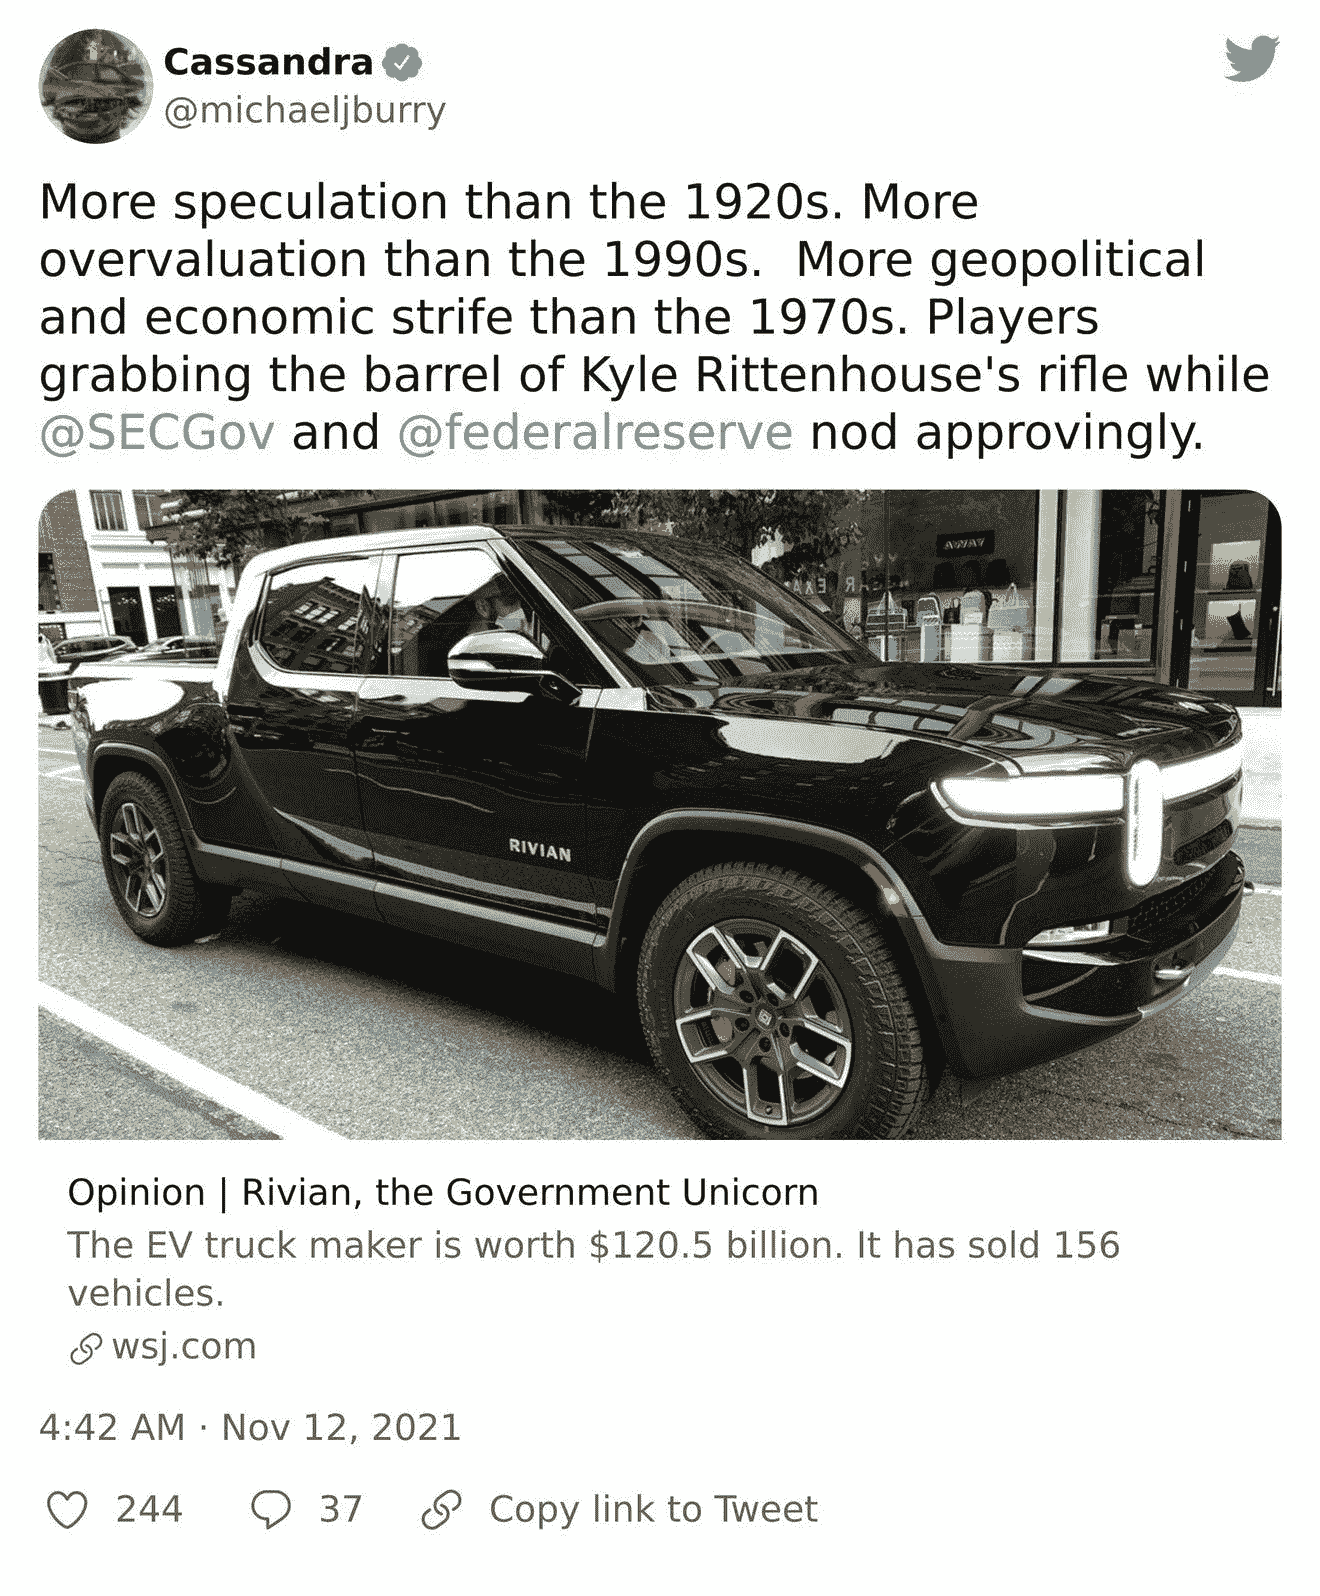 Cassandra
@michaeljburry
More speculation than the 1920s. More
overvaluation than the 1990s.  More geopolitical
and economic strife than the 1970s. Players
grabbing the barrel of Kyle Rittenhouse's rifle while
@SECGov and @federalreserve nod approvingly.
AWAY
RIVIAN
Opinion | Rivian, the Government Unicorn
The EV truck maker is worth $120.5 billion. It has sold 156
vehicles.
wsj.com
4:42 AM · Nov 12, 2021
244 37 Copy link to Tweet